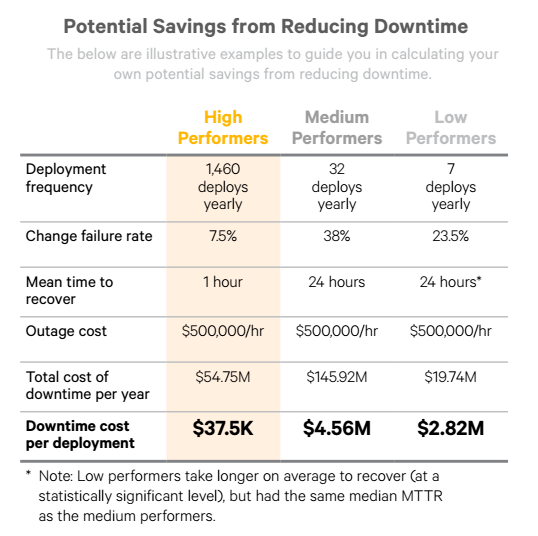 Potential Savings from Reducing Downtime
The below are illustrative examples to guide you in calculating your
own potential savings from reducing downtime.
High Performers
Medium Performers
Low Performers
Deployment frequency
1,460 deploys yearly
32 deploys yearly
7 deploys yearly
Change failure rate
7.5%
38%
23.5%
Mean time to recover
1 hour
24 hours
24 hours*
Outage cost
$500,000/hr
$500,000/hr
$500,000/hr
Total cost of downtime per year
$54.75M
$145.92M
$19.74M
Downtime cost per deployment
$37.5K
$4.56M
$2.82M
* Note: Low performers take longer on average to recover (at a
statistically significant level), but had the same median MTTR
as the medium performers.